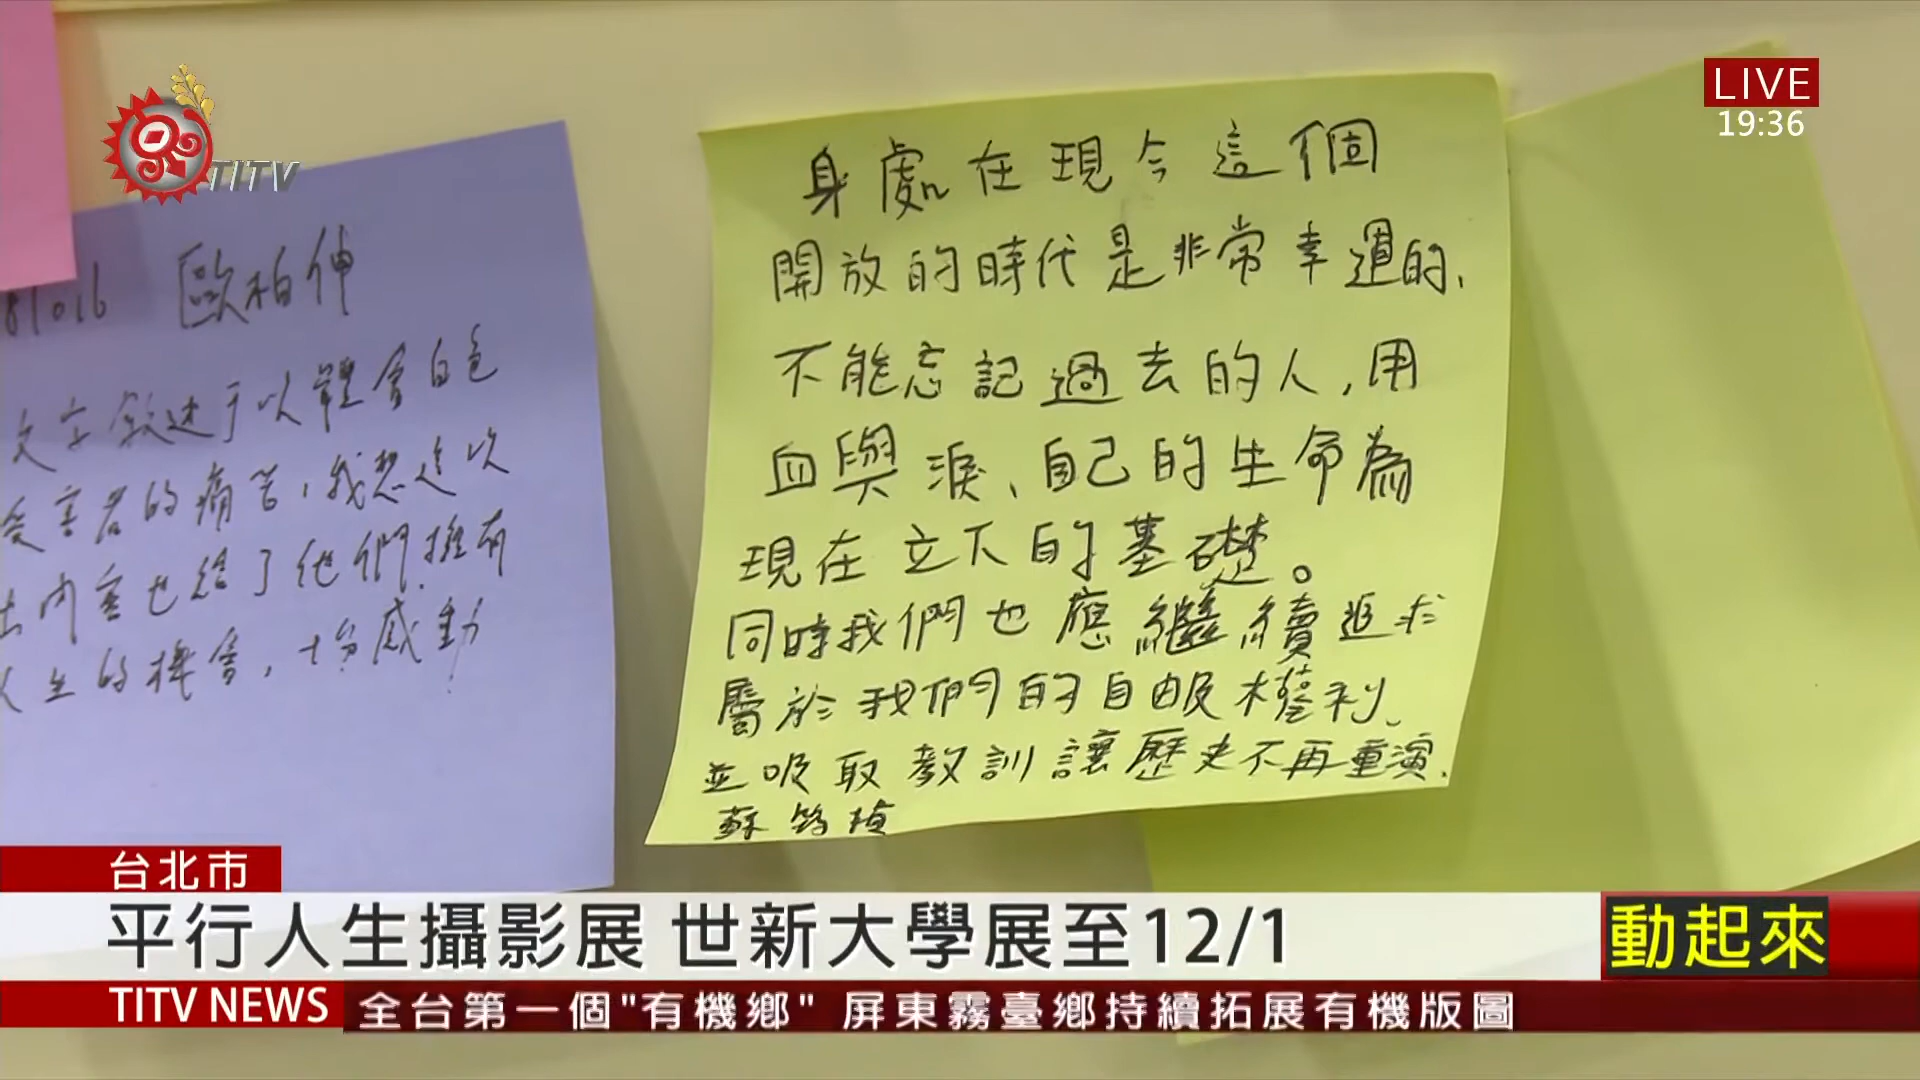 LIVE
19:36
TITV
81016 歐柏伸
文字敘述予以體會白色
受害者的痛苦，我想這次
出內容也給了他們擁有
人生的機會，十分感動！
身處在現今這個
開放的時代是非常幸運的，
不能忘記過去的人，用
血與淚、自己的生命為
現在立下的基礎。
同時我們也應繼續追求
屬於我們的自由及權利、
並吸取教訓讓歷史不再重演，
蘇筠楨
台北市
平行人生攝影展 世新大學展至12/1
動起來
TITV NEWS
全台第一個"有機鄉" 屏東霧臺鄉持續拓展有機版圖